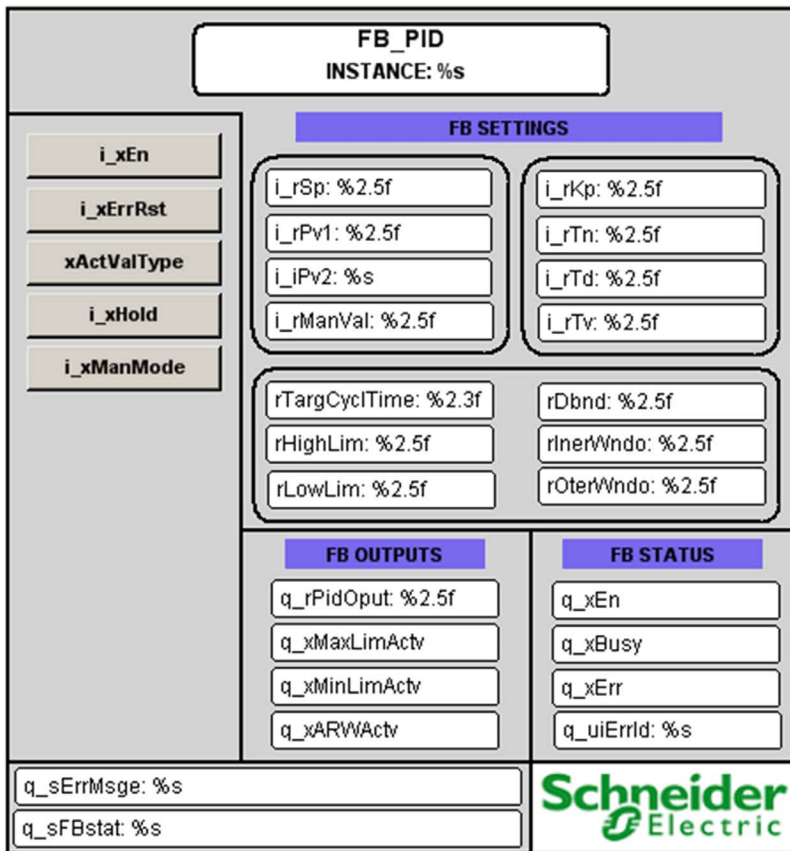 FB_PID
INSTANCE: %s
i_xEn
i_xErrRst
xActValType
i_xHold
i_xManMode
FB SETTINGS
i_rSp: %2.5f
i_rPv1: %2.5f
i_iPv2: %s
i_rManVal: %2.5f
i_rKp: %2.5f
i_rTn: %2.5f
i_rTd: %2.5f
i_rTv: %2.5f
rTargCyclTime: %2.3f
rHighLim: %2.5f
rLowLim: %2.5f
rDbnd: %2.5f
rInerWndo: %2.5f
rOterWndo: %2.5f
FB OUTPUTS
q_rPidOput: %2.5f
q_xMaxLimActv
q_xMinLimActv
q_xARWActv
FB STATUS
q_xEn
q_xBusy
q_xErr
q_uiErrId: %s
q_sErrMsge: %s
q_sFBstat: %s
Schneider
Electric